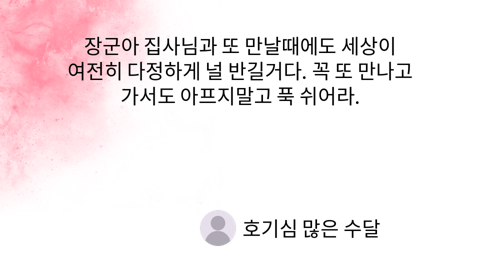 장군아 집사님과 또 만날때에도 세상이
여전히 다정하게 널 반길거다. 꼭 또 만나고
가서도 아프지말고 푹 쉬어라.
호기심 많은 수달